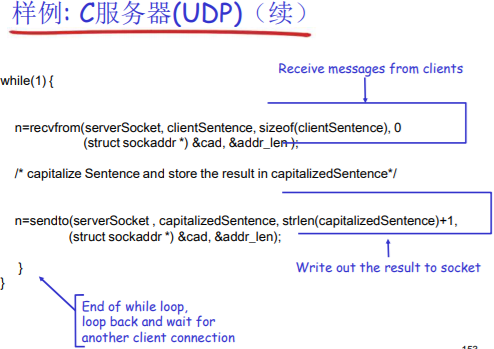 样例: C服务器(UDP)（续）
Receive messages from clients
while(1) {
n=recvfrom(serverSocket, clientSentence, sizeof(clientSentence), 0
(struct sockaddr *) &cad, &addr_len );
/* capitalize Sentence and store the result in capitalizedSentence*/
n=sendto(serverSocket , capitalizedSentence, strlen(capitalizedSentence)+1,
(struct sockaddr *) &cad, &addr_len);
Write out the result to socket
}
}
End of while loop,
loop back and wait for
another client connection
153